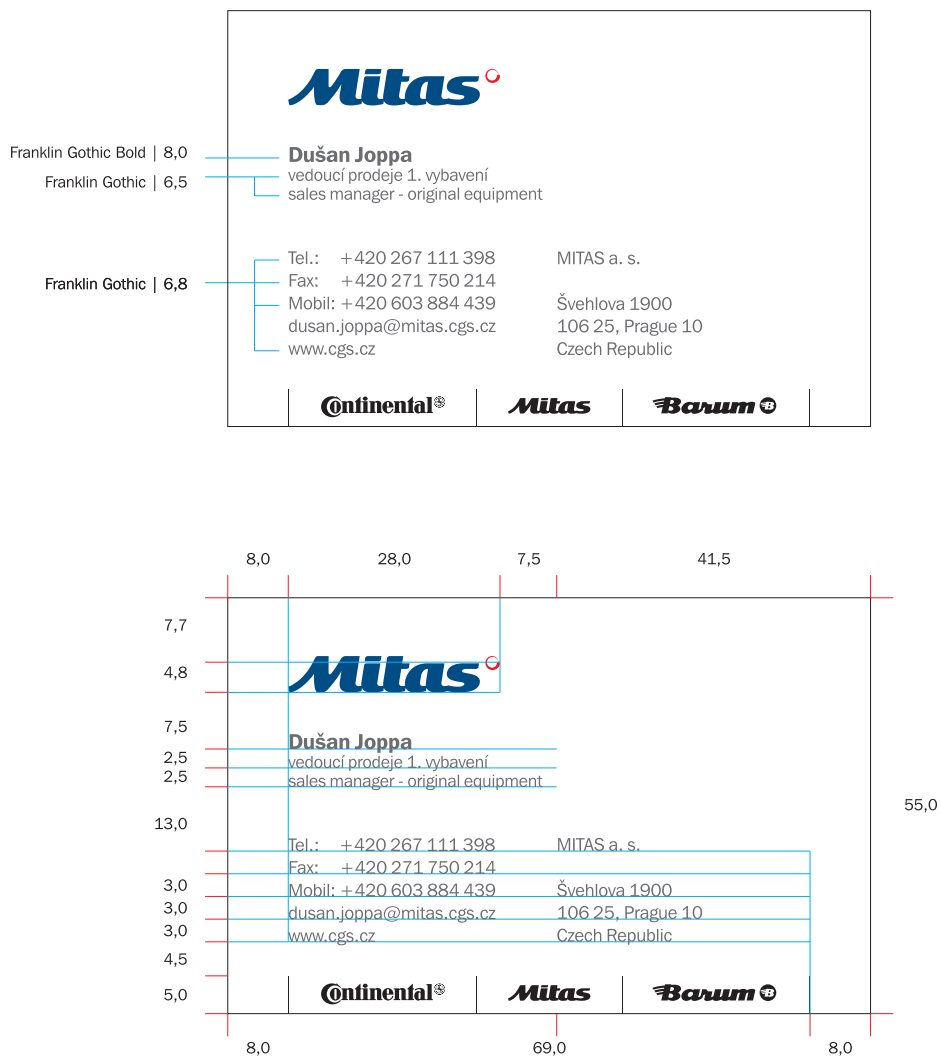 Mitas
Franklin Gothic Bold | 8,0
Dušan Joppa
Franklin Gothic | 6,5
vedoucí prodeje 1. vybavení
sales manager - original equipment
Franklin Gothic | 6,8
Tel.: +420 267 111 398
Fax: +420 271 750 214
Mobil: +420 603 884 439
dusan.joppa@mitas.cgs.cz
www.cgs.cz
MITAS a. s.
Švehlova 1900
106 25, Prague 10
Czech Republic
Continental Mitas Barum B
8,0 28,0 7,5 41,5
7,7
4,8
7,5
2,5
2,5
13,0
3,0
3,0
3,0
4,5
5,0
Mitas
Dušan Joppa
vedoucí prodeje 1. vybavení
sales manager - original equipment
55,0
Tel.: +420 267 111 398
Fax: +420 271 750 214
Mobil: +420 603 884 439
dusan.joppa@mitas.cgs.cz
www.cgs.cz
MITAS a. s.
Švehlova 1900
106 25, Prague 10
Czech Republic
Continental Mitas Barum B
8,0 69,0 8,0